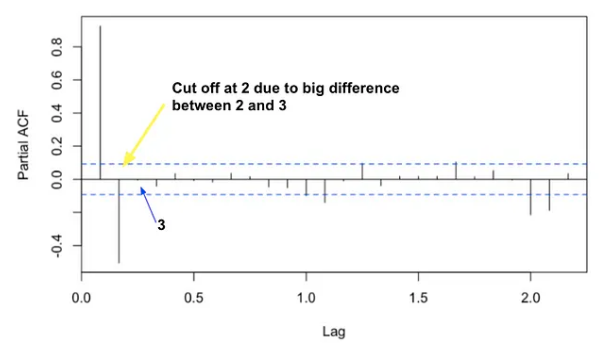 0.8
0.6
0.4
0.2
0.0
-0.4
Partial ACF
Cut off at 2 due to big difference
between 2 and 3
3
0.0 0.5 1.0 1.5 2.0
Lag